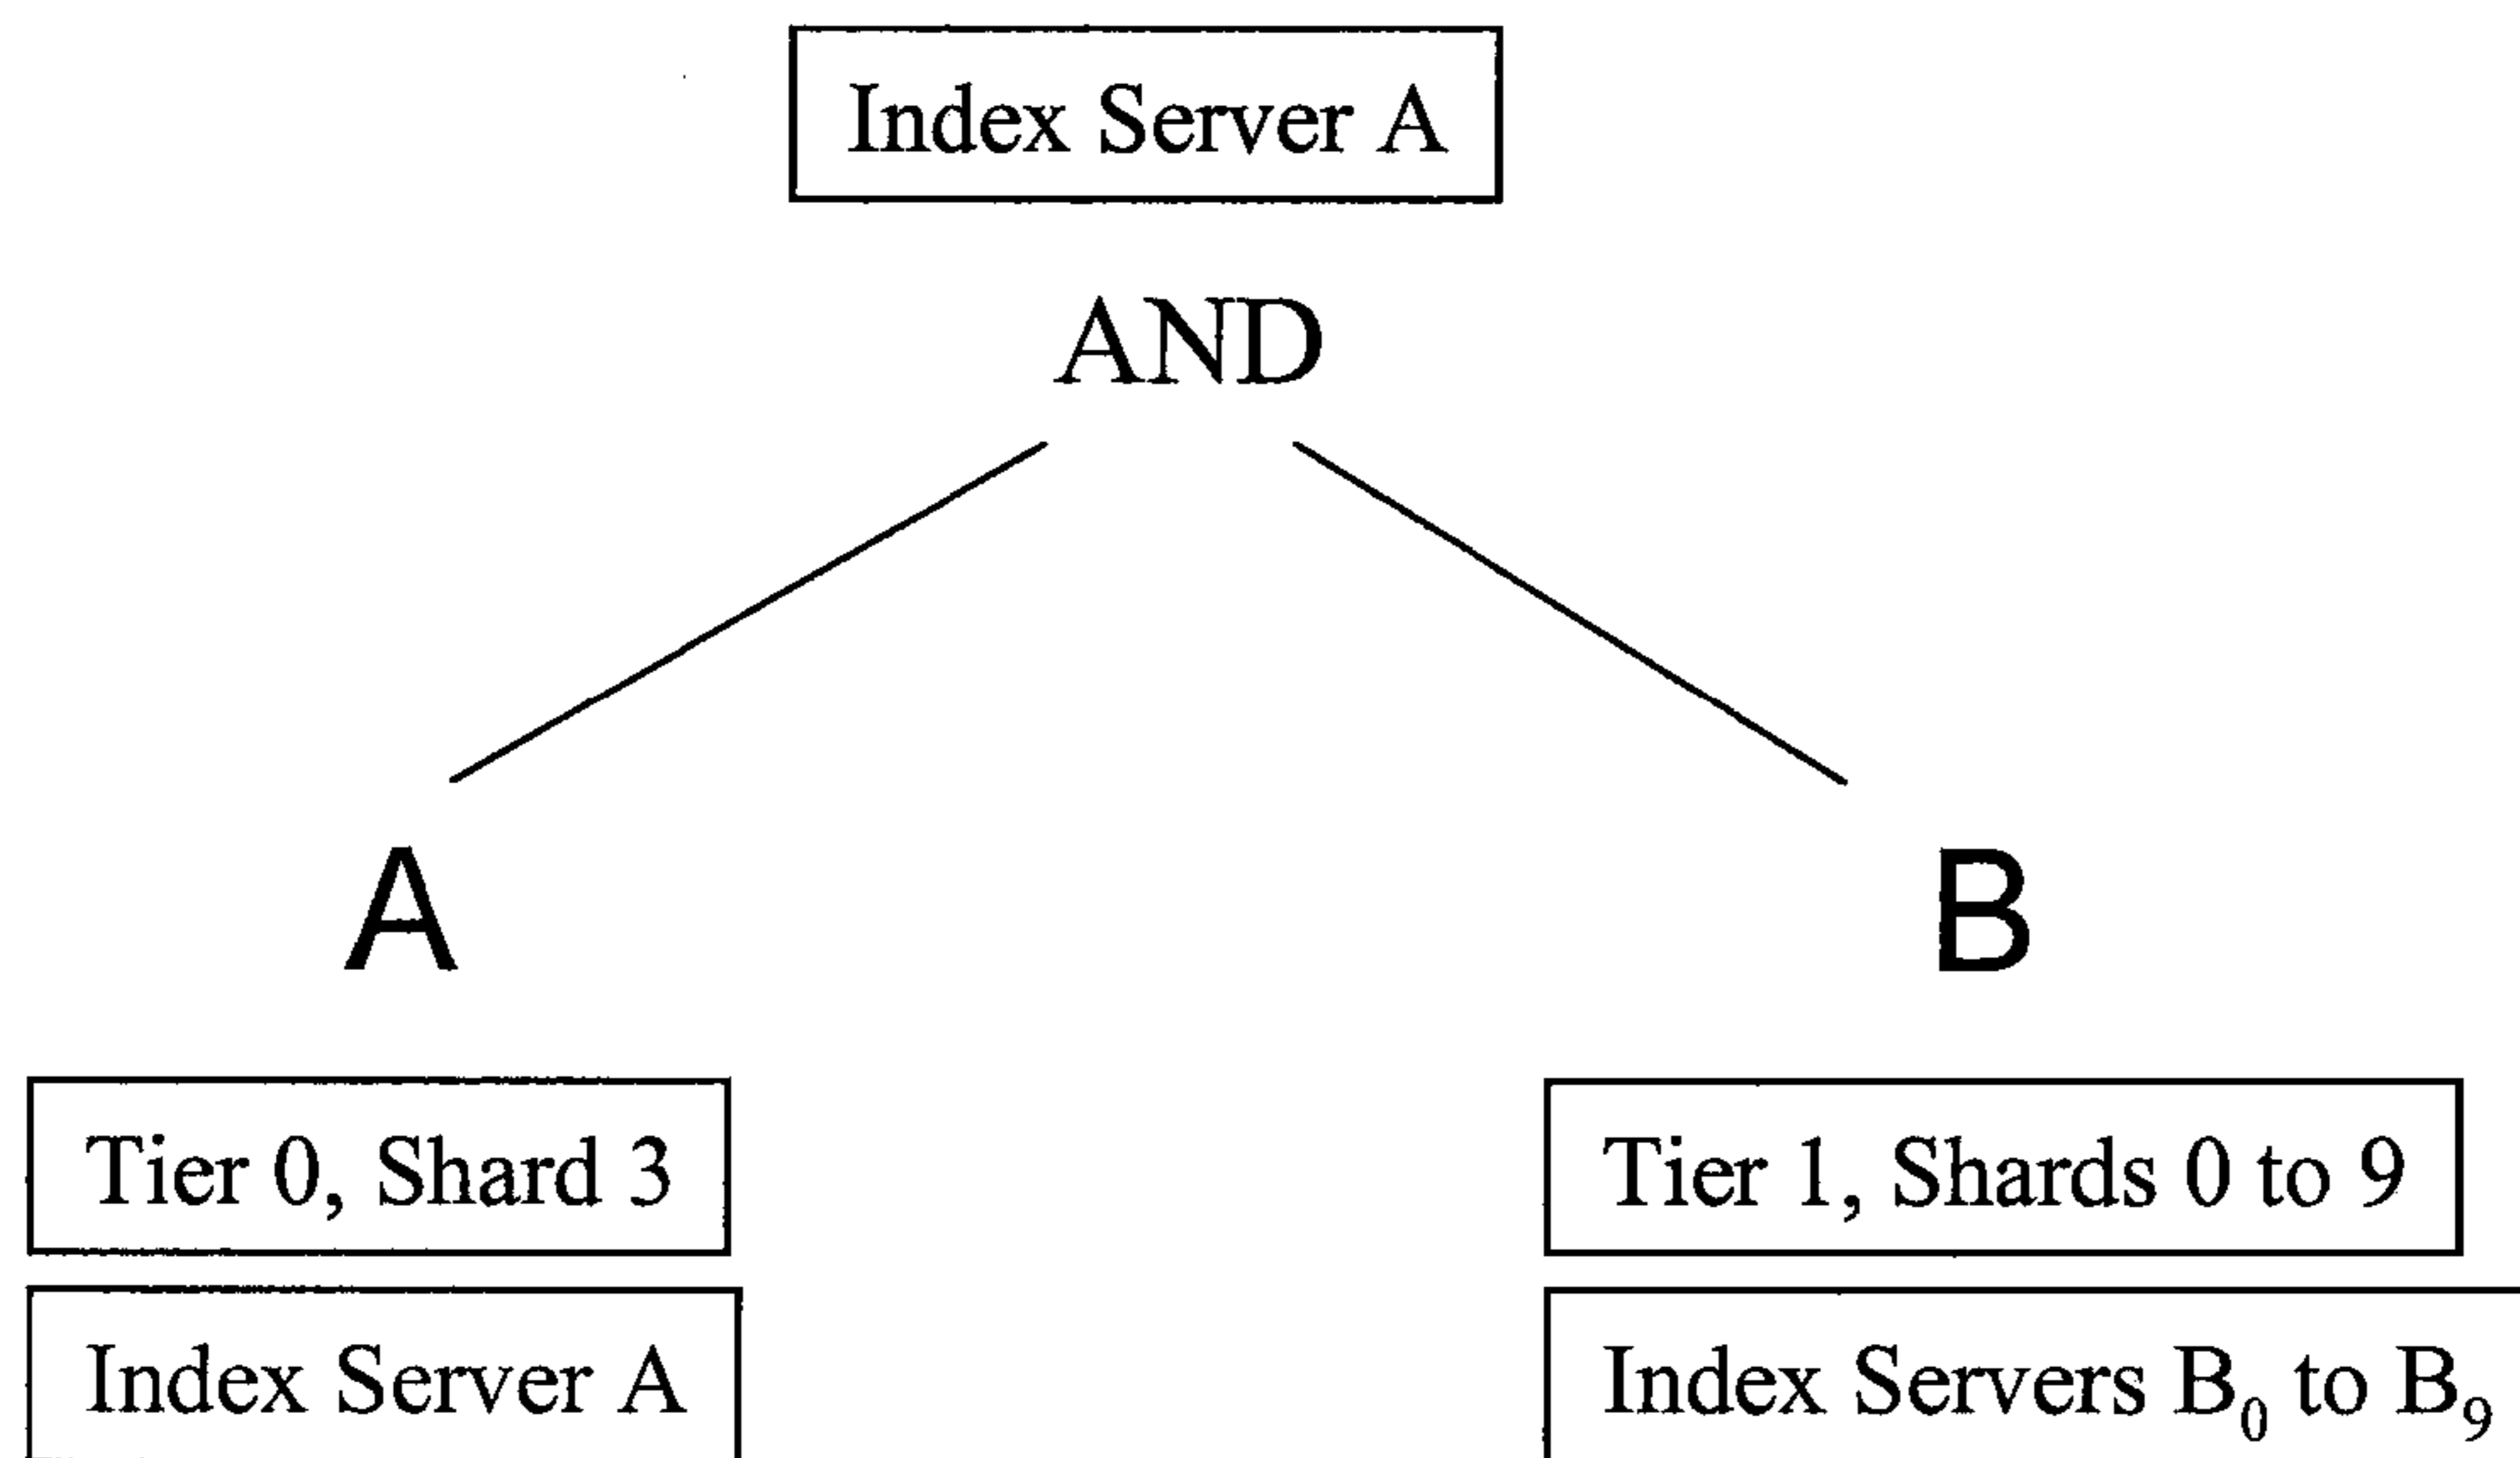 Index Server A
AND
A
B
Tier 0, Shard 3
Tier 1, Shards 0 to 9
Index Server A
Index Servers B₀ to B₉